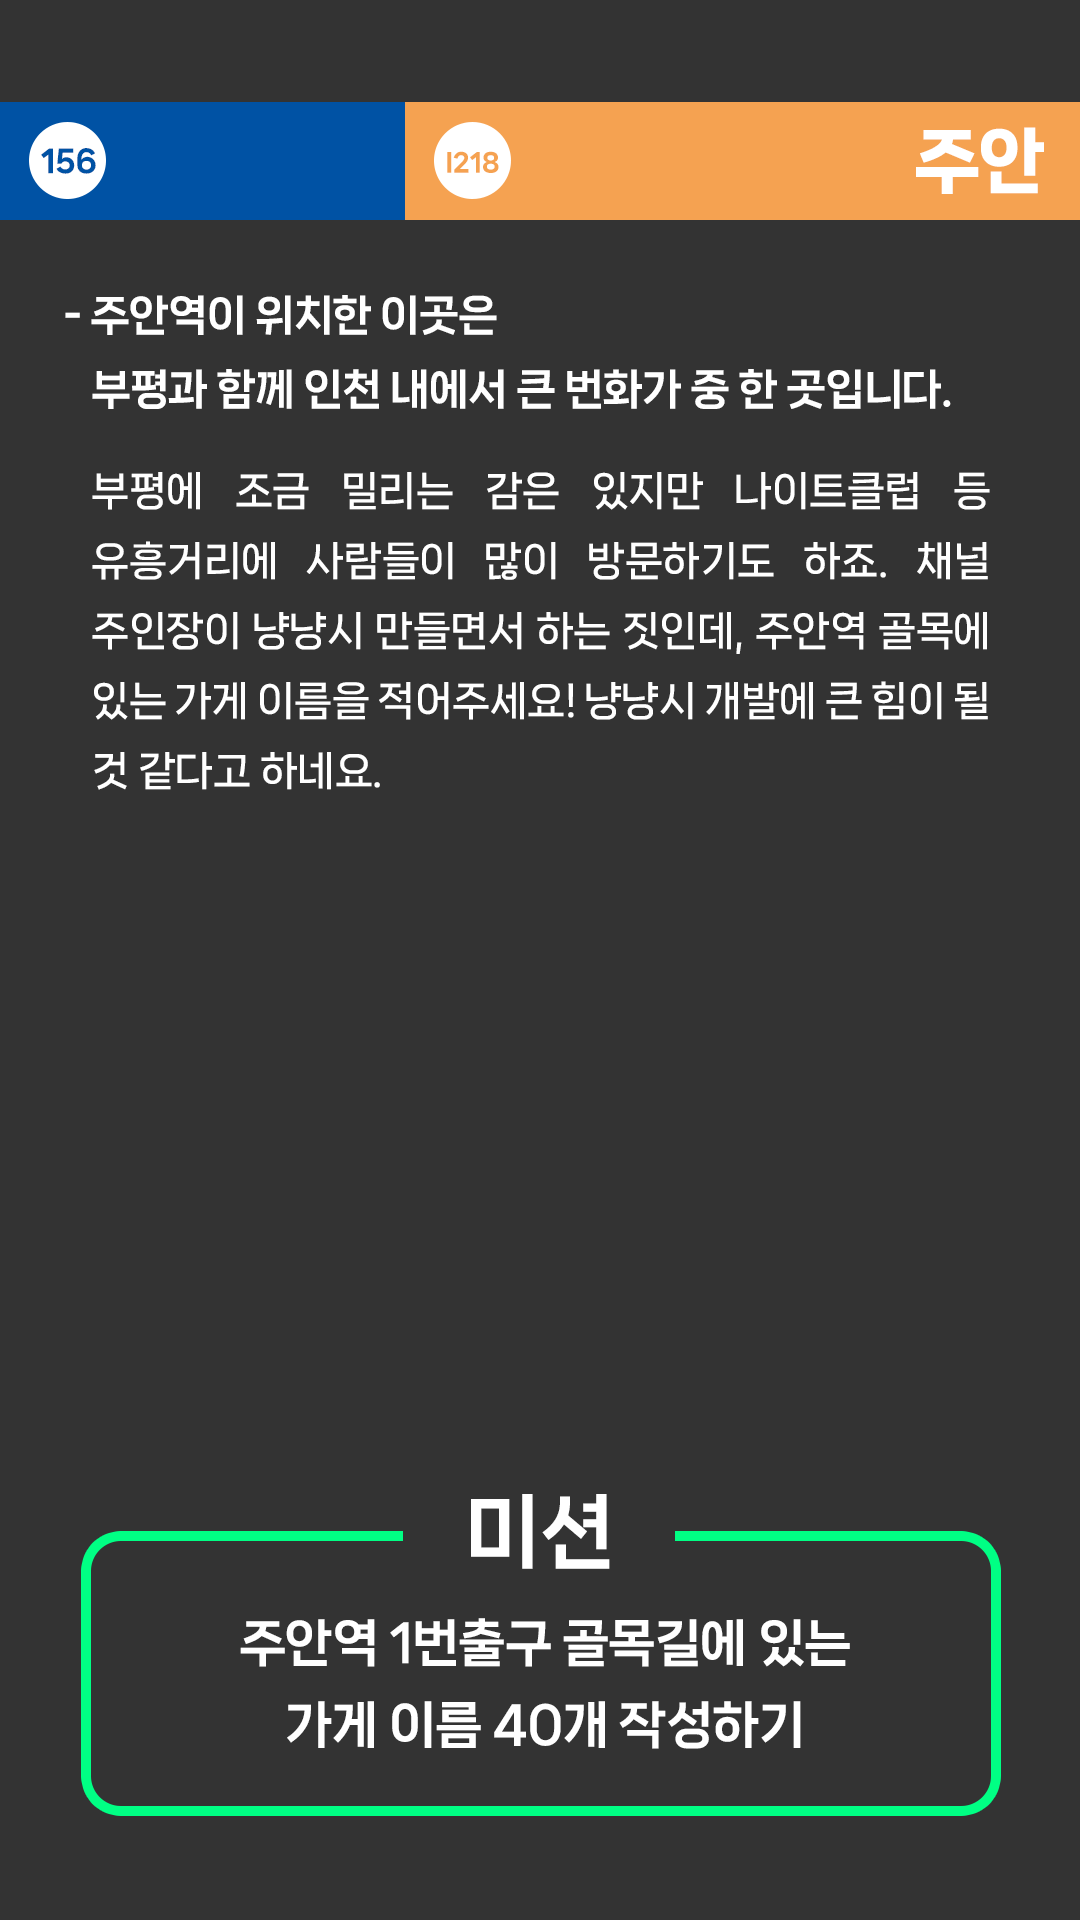 156
I218
주안
- 주안역이 위치한 이곳은
부평과 함께 인천 내에서 큰 번화가 중 한 곳입니다.
부평에 조금 밀리는 감은 있지만 나이트클럽 등
유흥거리에 사람들이 많이 방문하기도 하죠. 채널
주인장이 냥냥시 만들면서 하는 짓인데, 주안역 골목에
있는 가게 이름을 적어주세요! 냥냥시 개발에 큰 힘이 될
것 같다고 하네요.
미션
주안역 1번출구 골목길에 있는
가게 이름 40개 작성하기